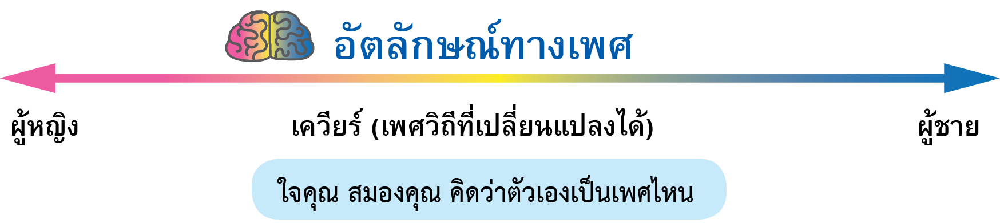 อัตลักษณ์ทางเพศ
ผู้หญิง เควียร์ (เพศวิถีที่เปลี่ยนแปลงได้) ผู้ชาย
ใจคุณ สมองคุณ คิดว่าตัวเองเป็นเพศไหน